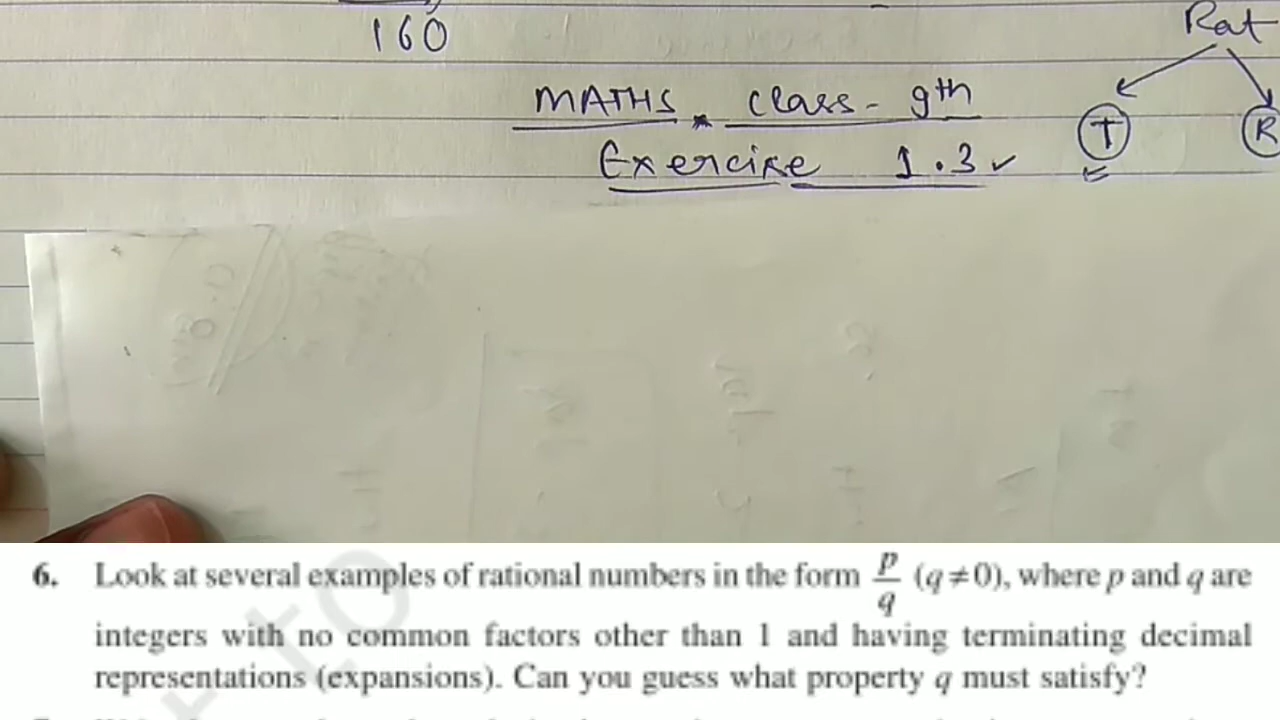 160
Rat
MATHS class - 9th
T R
Exercise 1.3 ✓
6. Look at several examples of rational numbers in the form p/q (q ≠ 0), where p and q are
integers with no common factors other than 1 and having terminating decimal
representations (expansions). Can you guess what property q must satisfy?